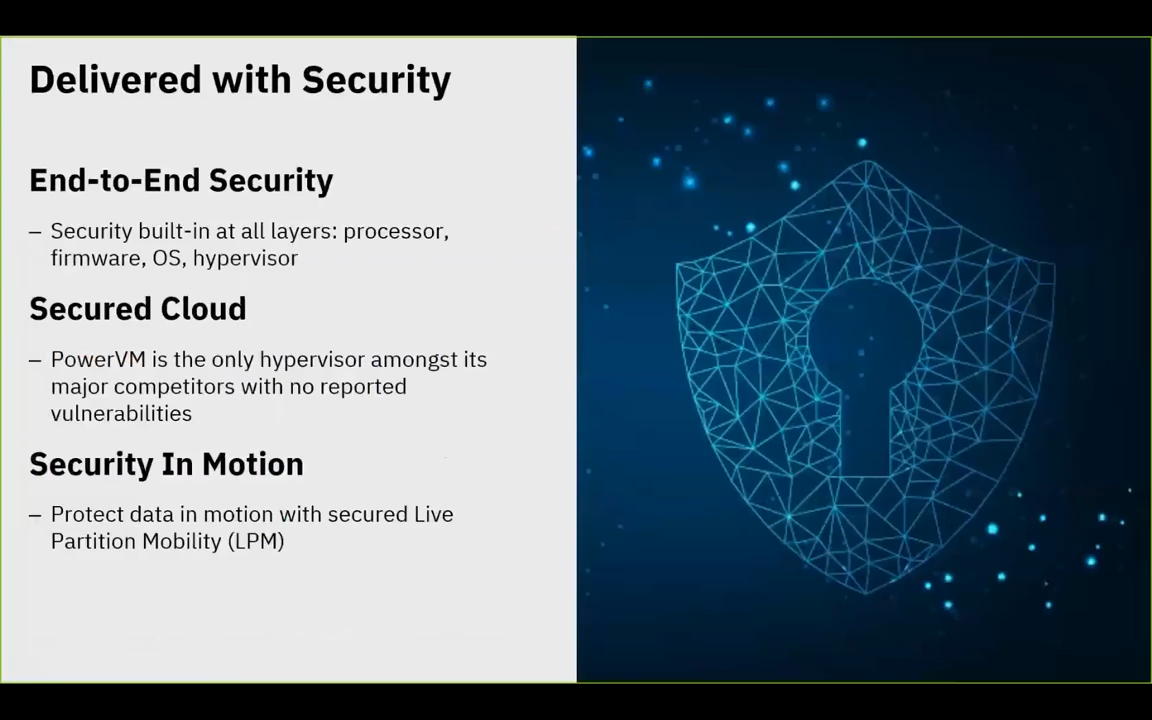 Delivered with Security
End-to-End Security
– Security built-in at all layers: processor,
firmware, OS, hypervisor
Secured Cloud
– PowerVM is the only hypervisor amongst its
major competitors with no reported
vulnerabilities
Security In Motion
– Protect data in motion with secured Live
Partition Mobility (LPM)